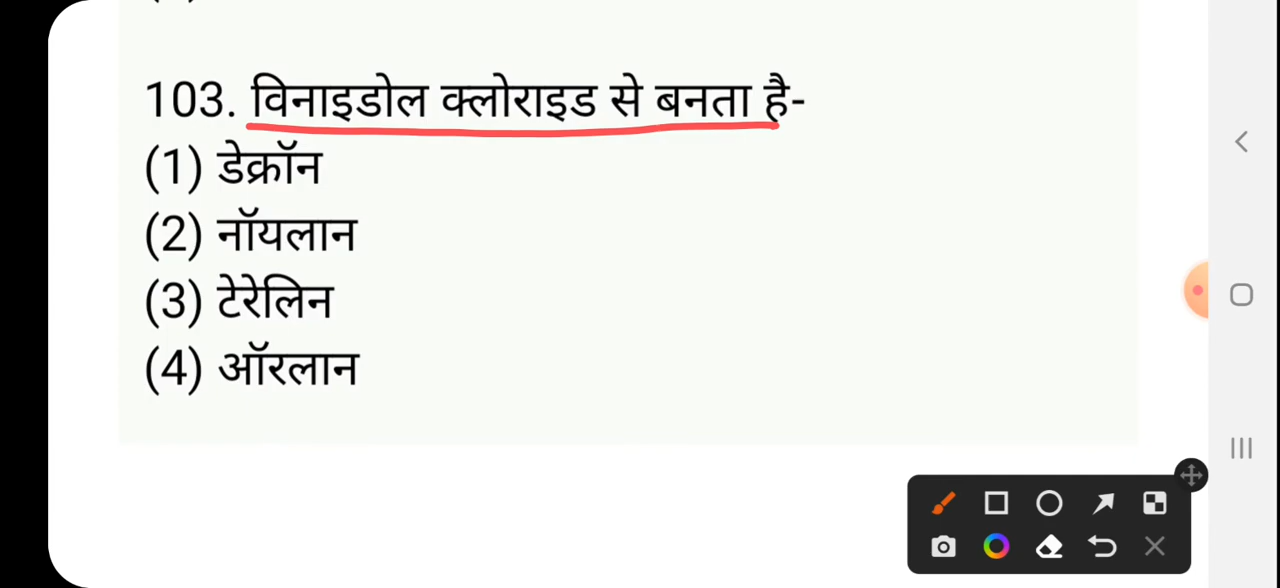 103. विनाइडोल क्लोराइड से बनता है-
(1) डेक्रॉन
(2) नॉयलान
(3) टेरेलिन
(4) ऑरलान